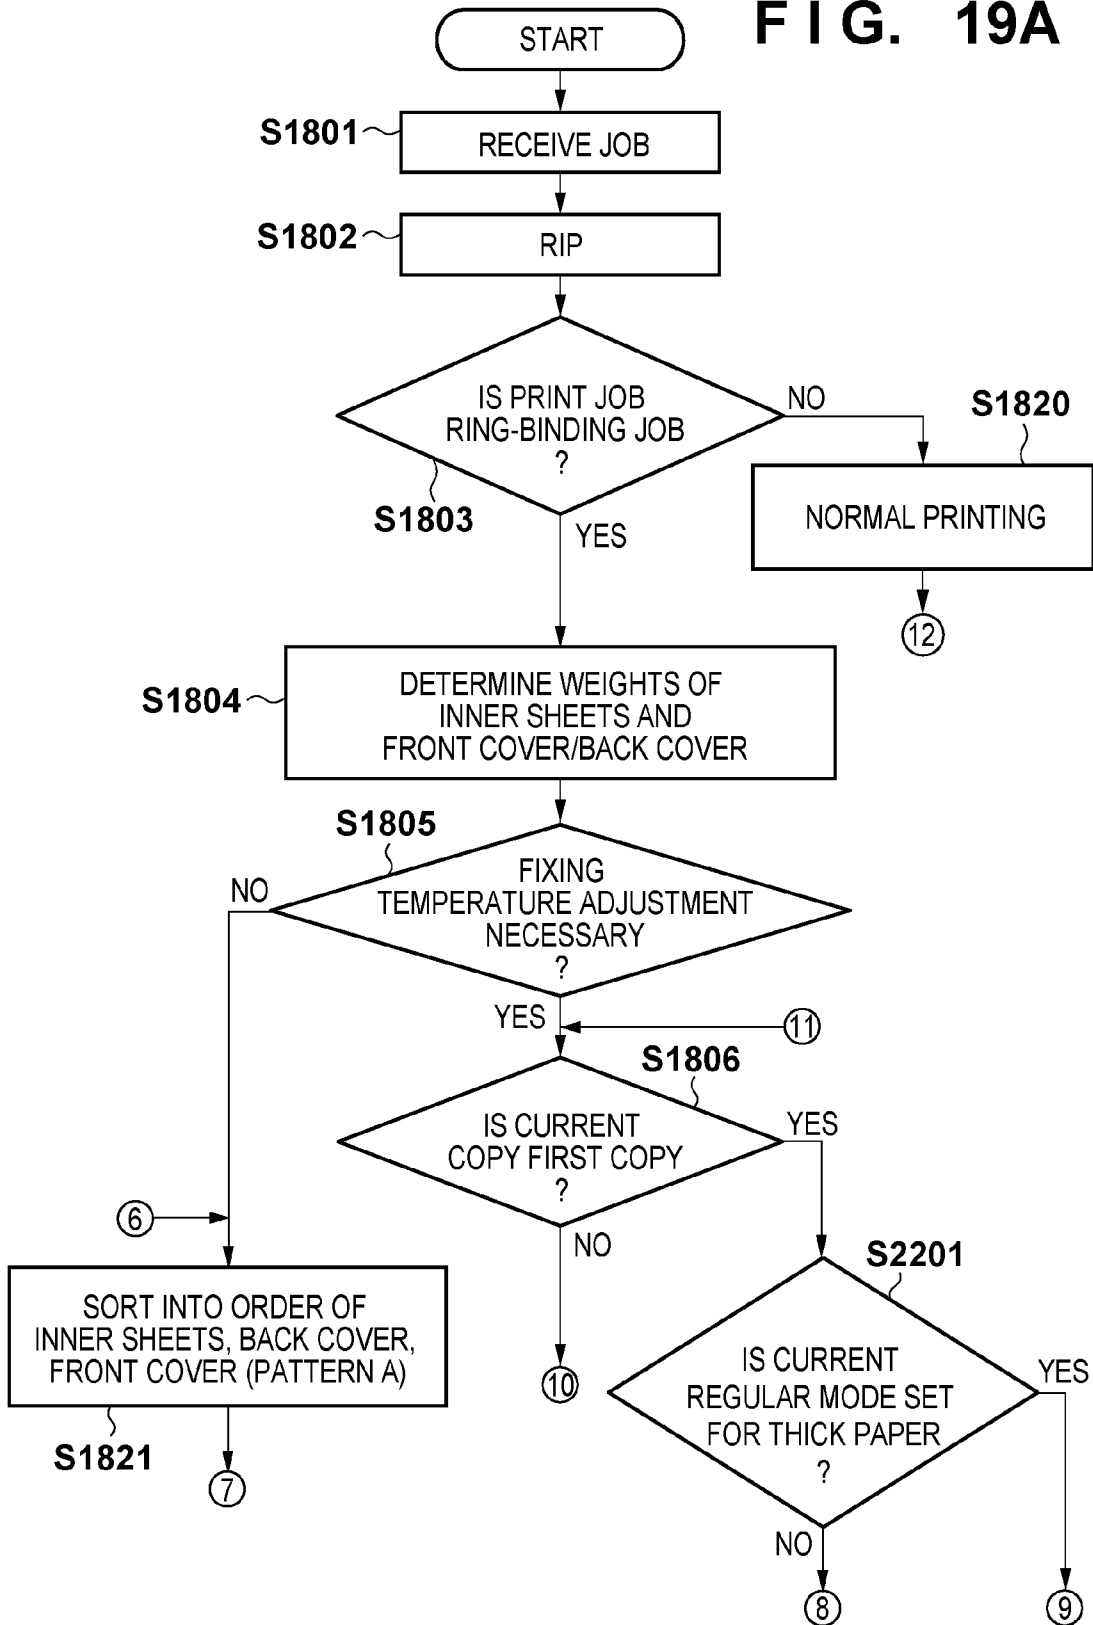 FIG. 19A
START
S1801
RECEIVE JOB
S1802
RIP
IS PRINT JOB
RING-BINDING JOB
?
S1803
NO
S1820
NORMAL PRINTING
12
YES
S1804
DETERMINE WEIGHTS OF
INNER SHEETS AND
FRONT COVER/BACK COVER
S1805
FIXING
TEMPERATURE ADJUSTMENT
NECESSARY
?
NO
YES
11
S1806
IS CURRENT
COPY FIRST COPY
?
YES
NO
6
SORT INTO ORDER OF
INNER SHEETS, BACK COVER,
FRONT COVER (PATTERN A)
S1821
7
10
S2201
IS CURRENT
REGULAR MODE SET
FOR THICK PAPER
?
YES
NO
8
9